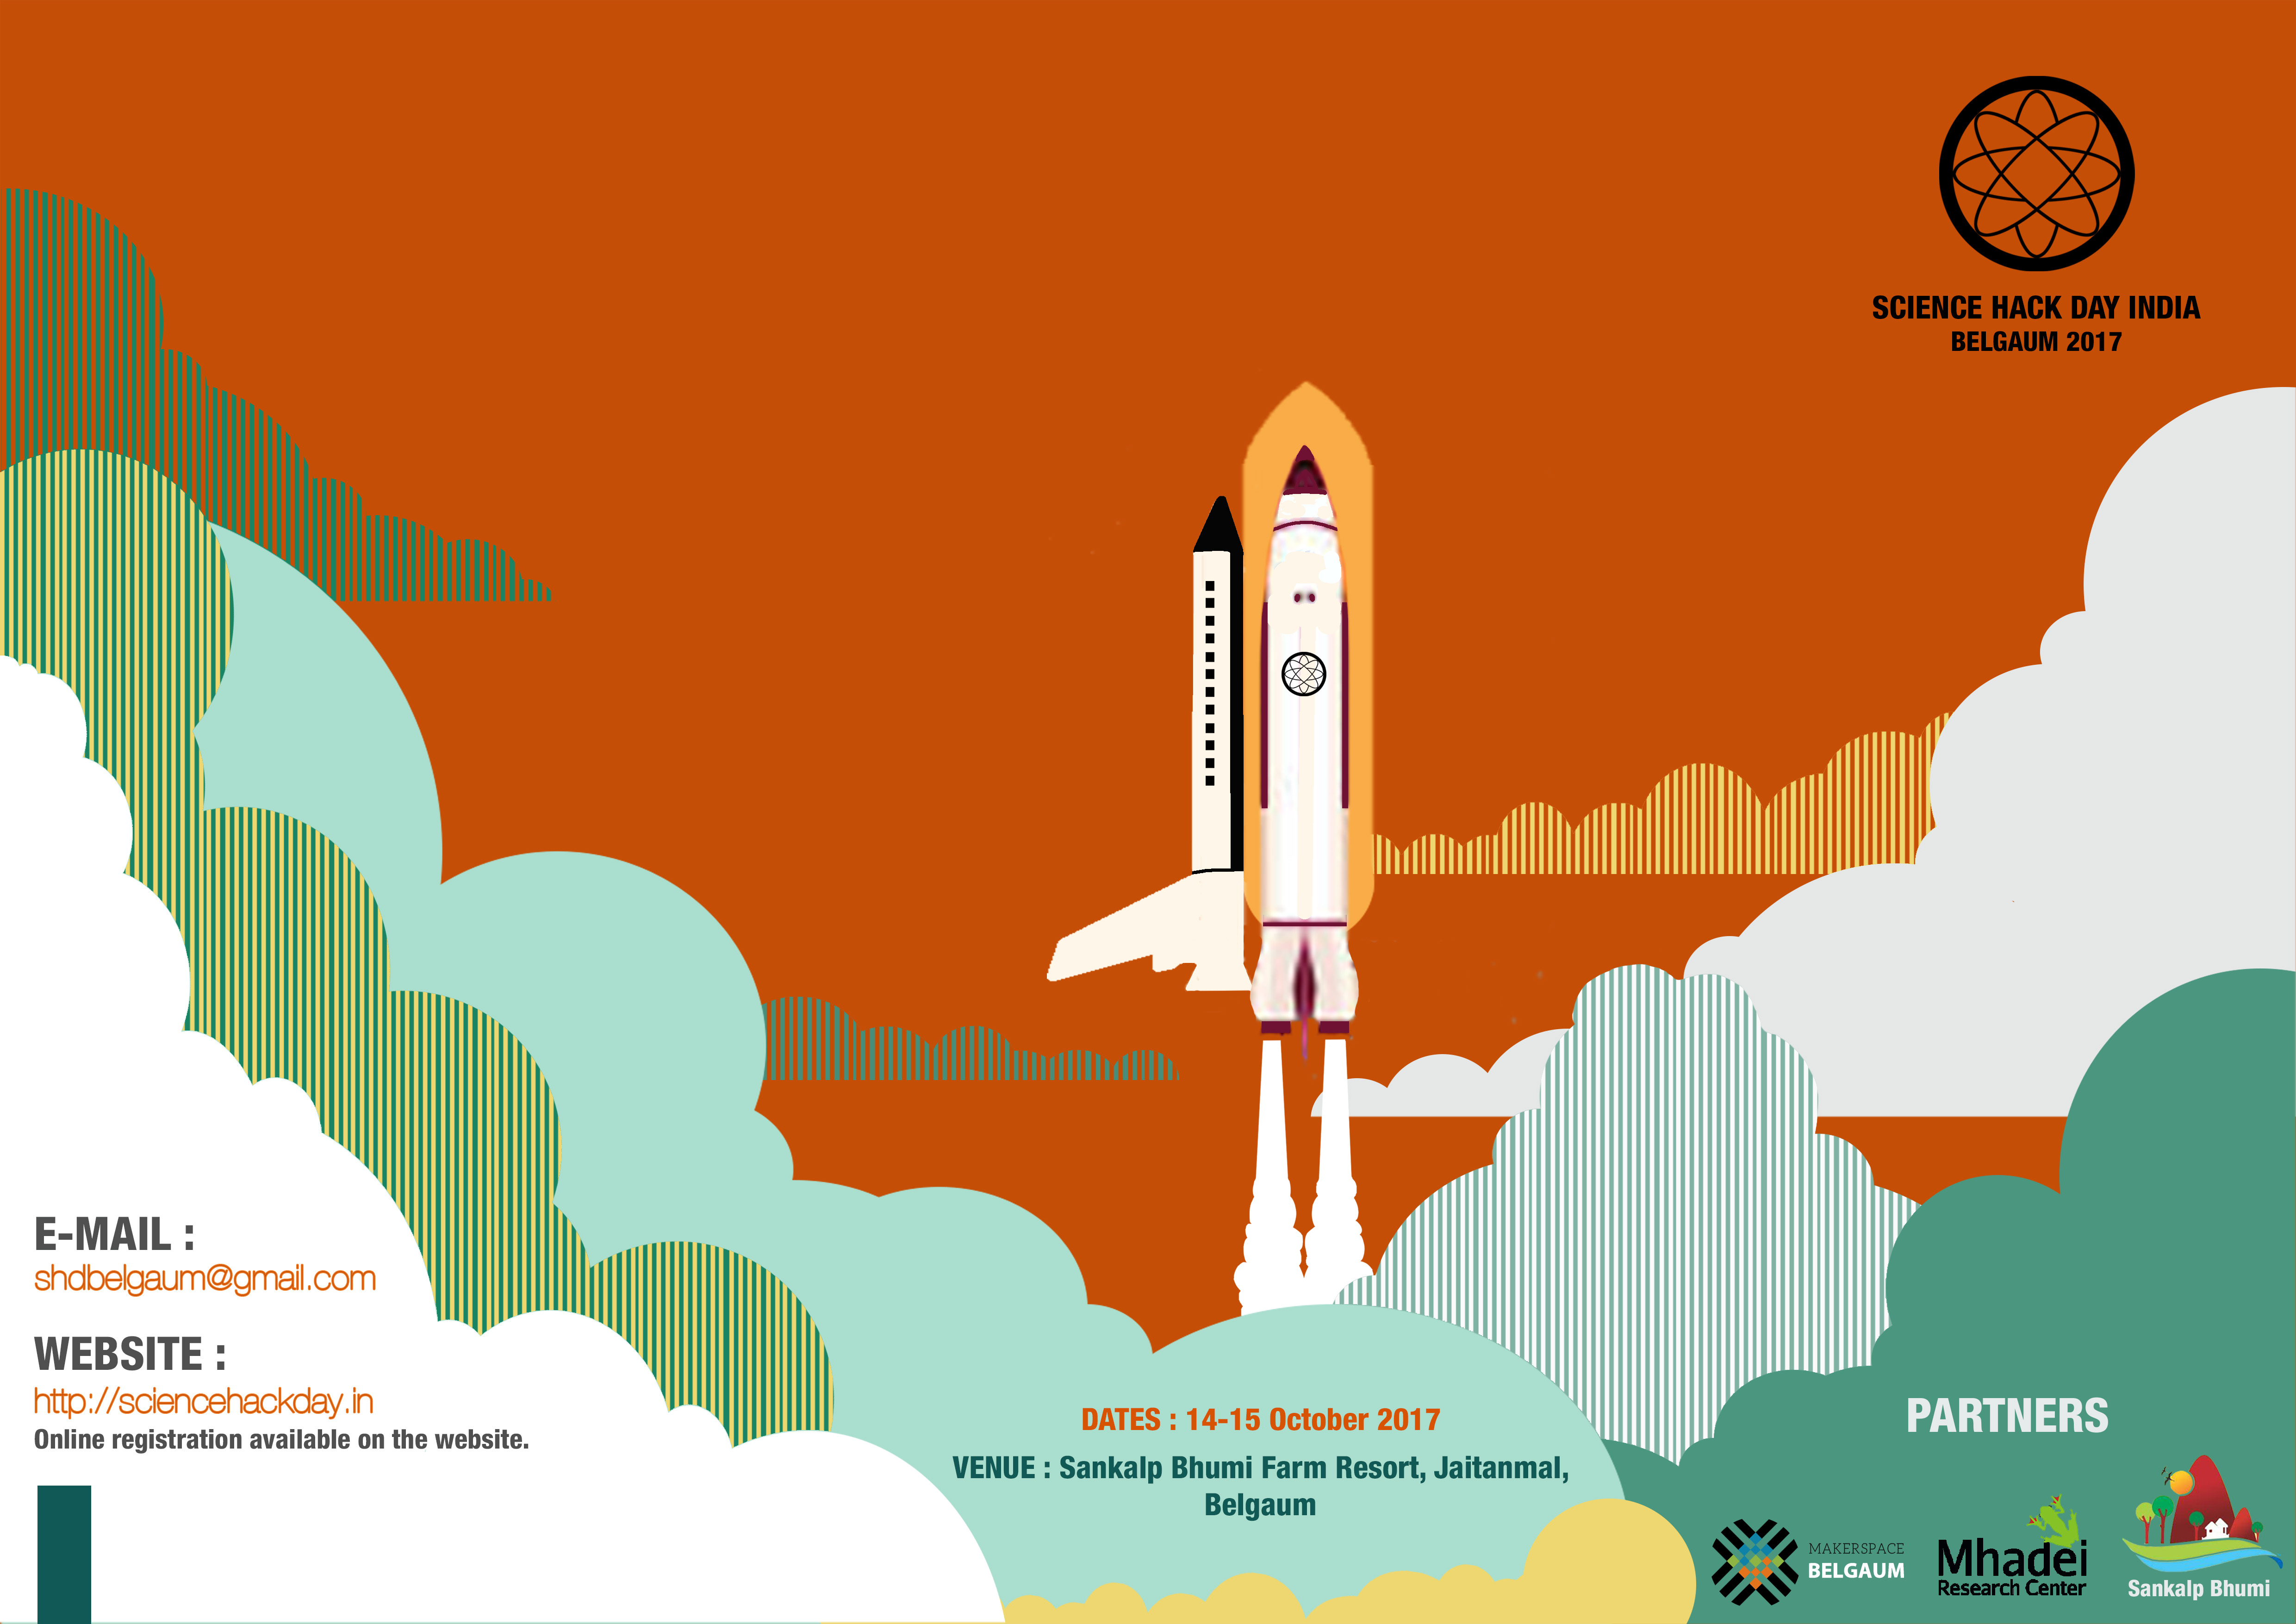 SCIENCE HACK DAY INDIA
BELGAUM 2017
E-MAIL :
shdbelgaum@gmail.com
WEBSITE :
http://sciencehackday.in
Online registration available on the website.
DATES : 14-15 October 2017
VENUE : Sankalp Bhumi Farm Resort, Jaitanmal,
Belgaum
PARTNERS
MAKERSPACE
BELGAUM
Mhadei
Research Center
Sankalp Bhumi